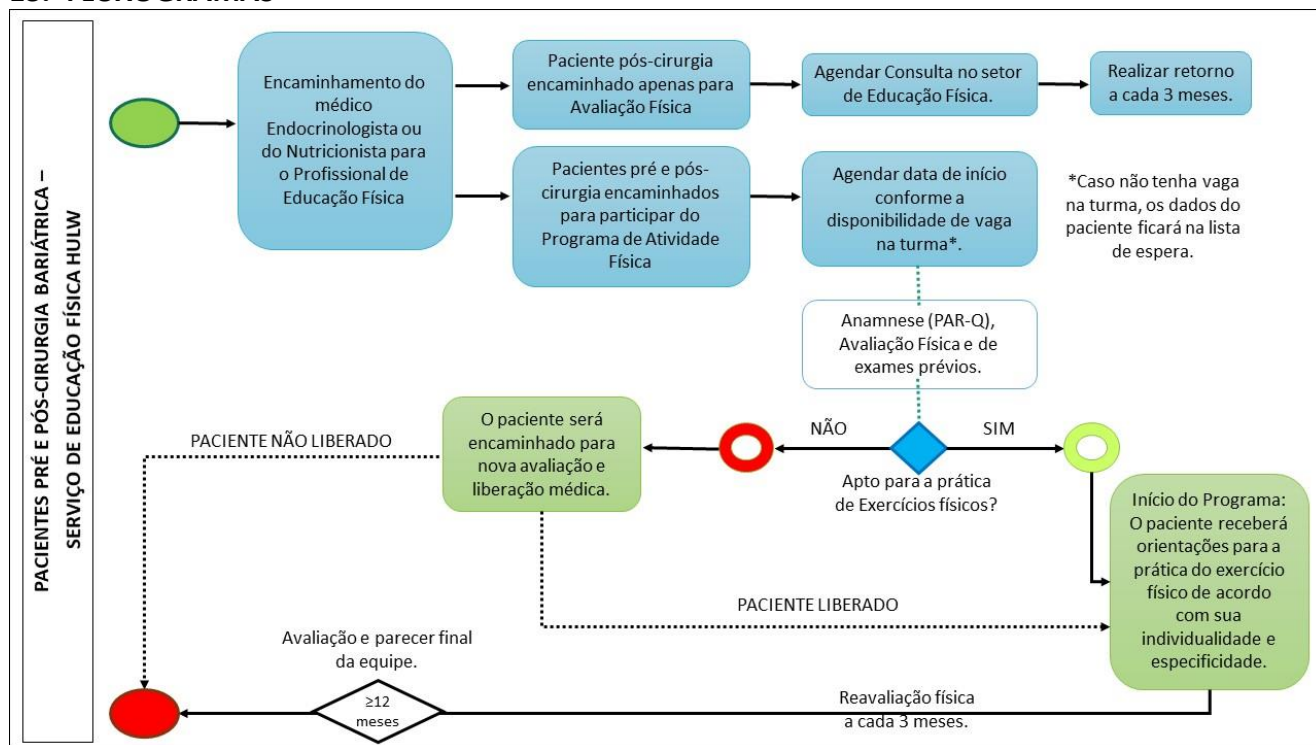 PACIENTES PRÉ E PÓS-CIRURGIA BARIÁTRICA –
SERVIÇO DE EDUCAÇÃO FÍSICA HULW
Encaminhamento do
médico
Endocrinologista ou
do Nutricionista para
o Profissional de
Educação Física
Paciente pós-cirurgia
encaminhado apenas para
Avaliação Física
Agendar Consulta no setor
de Educação Física.
Realizar retorno
a cada 3 meses.
Pacientes pré e pós-
cirurgia encaminhados
para participar do
Programa de Atividade
Física
Agendar data de início
conforme a
disponibilidade de vaga
na turma*.
*Caso não tenha vaga
na turma, os dados do
paciente ficará na lista
de espera.
Anamnese (PAR-Q),
Avaliação Física e de
exames prévios.
PACIENTE NÃO LIBERADO
O paciente será
encaminhado para
nova avaliação e
liberação médica.
NÃO
SIM
Apto para a prática
de Exercícios físicos?
Início do Programa:
O paciente receberá
orientações para a
prática do exercício
físico de acordo
com sua
individualidade e
especificidade.
PACIENTE LIBERADO
Avaliação e parecer final
da equipe.
≥12
meses
Reavaliação física
a cada 3 meses.